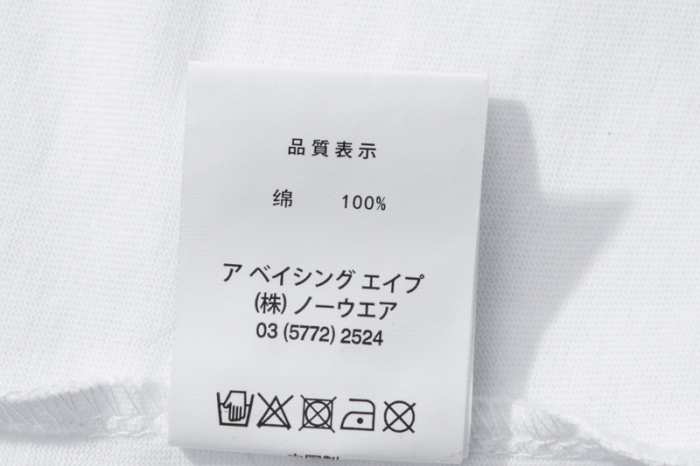 品質表示
绵 100%
ア ベイシング エイプ
(株) ノーウエア
03 (5772) 2524